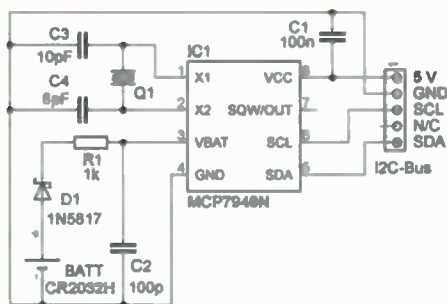 C3
10pF
C4
6pF
Q1
IC1
C1
100n
1 X1 VCC 8
2 X2 SQW/OUT 7
3 VBAT SCL 6
4 GND SDA 5
MCP7940N
5 V
GND
SCL
N/C
SDA
I2C-Bus
R1
1k
D1
1N5817
+
BATT
CR2032H
C2
100p